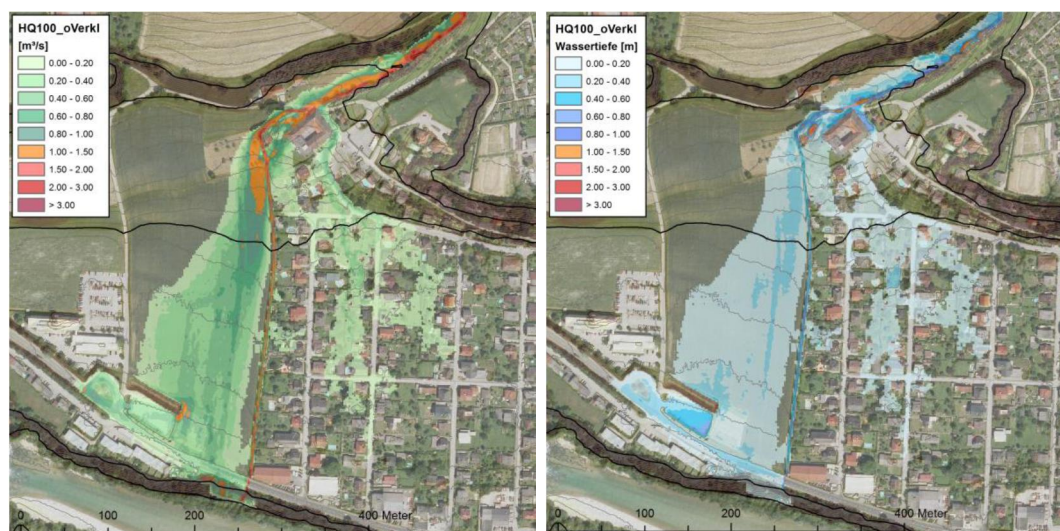 HQ100_oVerkl
[m³/s]
0.00 - 0.20
0.20 - 0.40
0.40 - 0.60
0.60 - 0.80
0.80 - 1.00
1.00 - 1.50
1.50 - 2.00
2.00 - 3.00
> 3.00
0
200
400 Meter
HQ100_oVerkl
Wassertiefe [m]
0.00 - 0.20
0.20 - 0.40
0.40 - 0.60
0.60 - 0.80
0.80 - 1.00
1.00 - 1.50
1.50 - 2.00
2.00 - 3.00
> 3.00
0
200
400 Meter